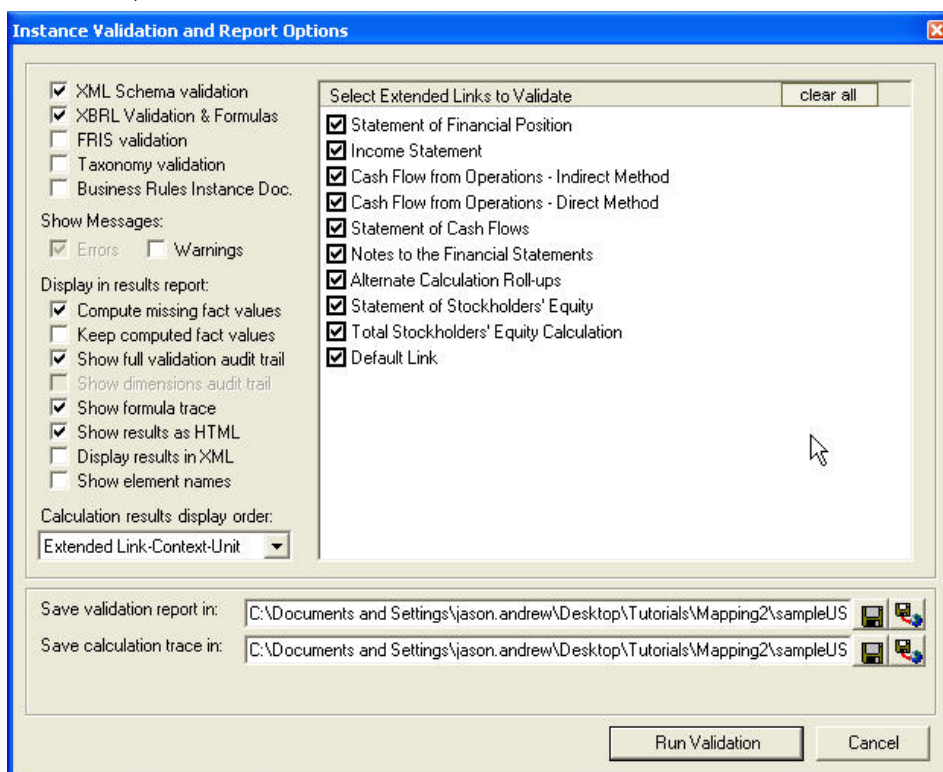 Instance Validation and Report Options
XML Schema validation
XBRL Validation & Formulas
FRIS validation
Taxonomy validation
Business Rules Instance Doc.
Show Messages:
Errors Warnings
Display in results report:
Compute missing fact values
Keep computed fact values
Show full validation audit trail
Show dimensions audit trail
Show formula trace
Show results as HTML
Display results in XML
Show element names
Calculation results display order:
Extended Link-Context-Unit
Select Extended Links to Validate clear all
Statement of Financial Position
Income Statement
Cash Flow from Operations - Indirect Method
Cash Flow from Operations - Direct Method
Statement of Cash Flows
Notes to the Financial Statements
Alternate Calculation Roll-ups
Statement of Stockholders' Equity
Total Stockholders' Equity Calculation
Default Link
Save validation report in: C:\Documents and Settings\jason.andrew\Desktop\Tutorials\Mapping2\sampleUS
Save calculation trace in: C:\Documents and Settings\jason.andrew\Desktop\Tutorials\Mapping2\sampleUS
Run Validation Cancel